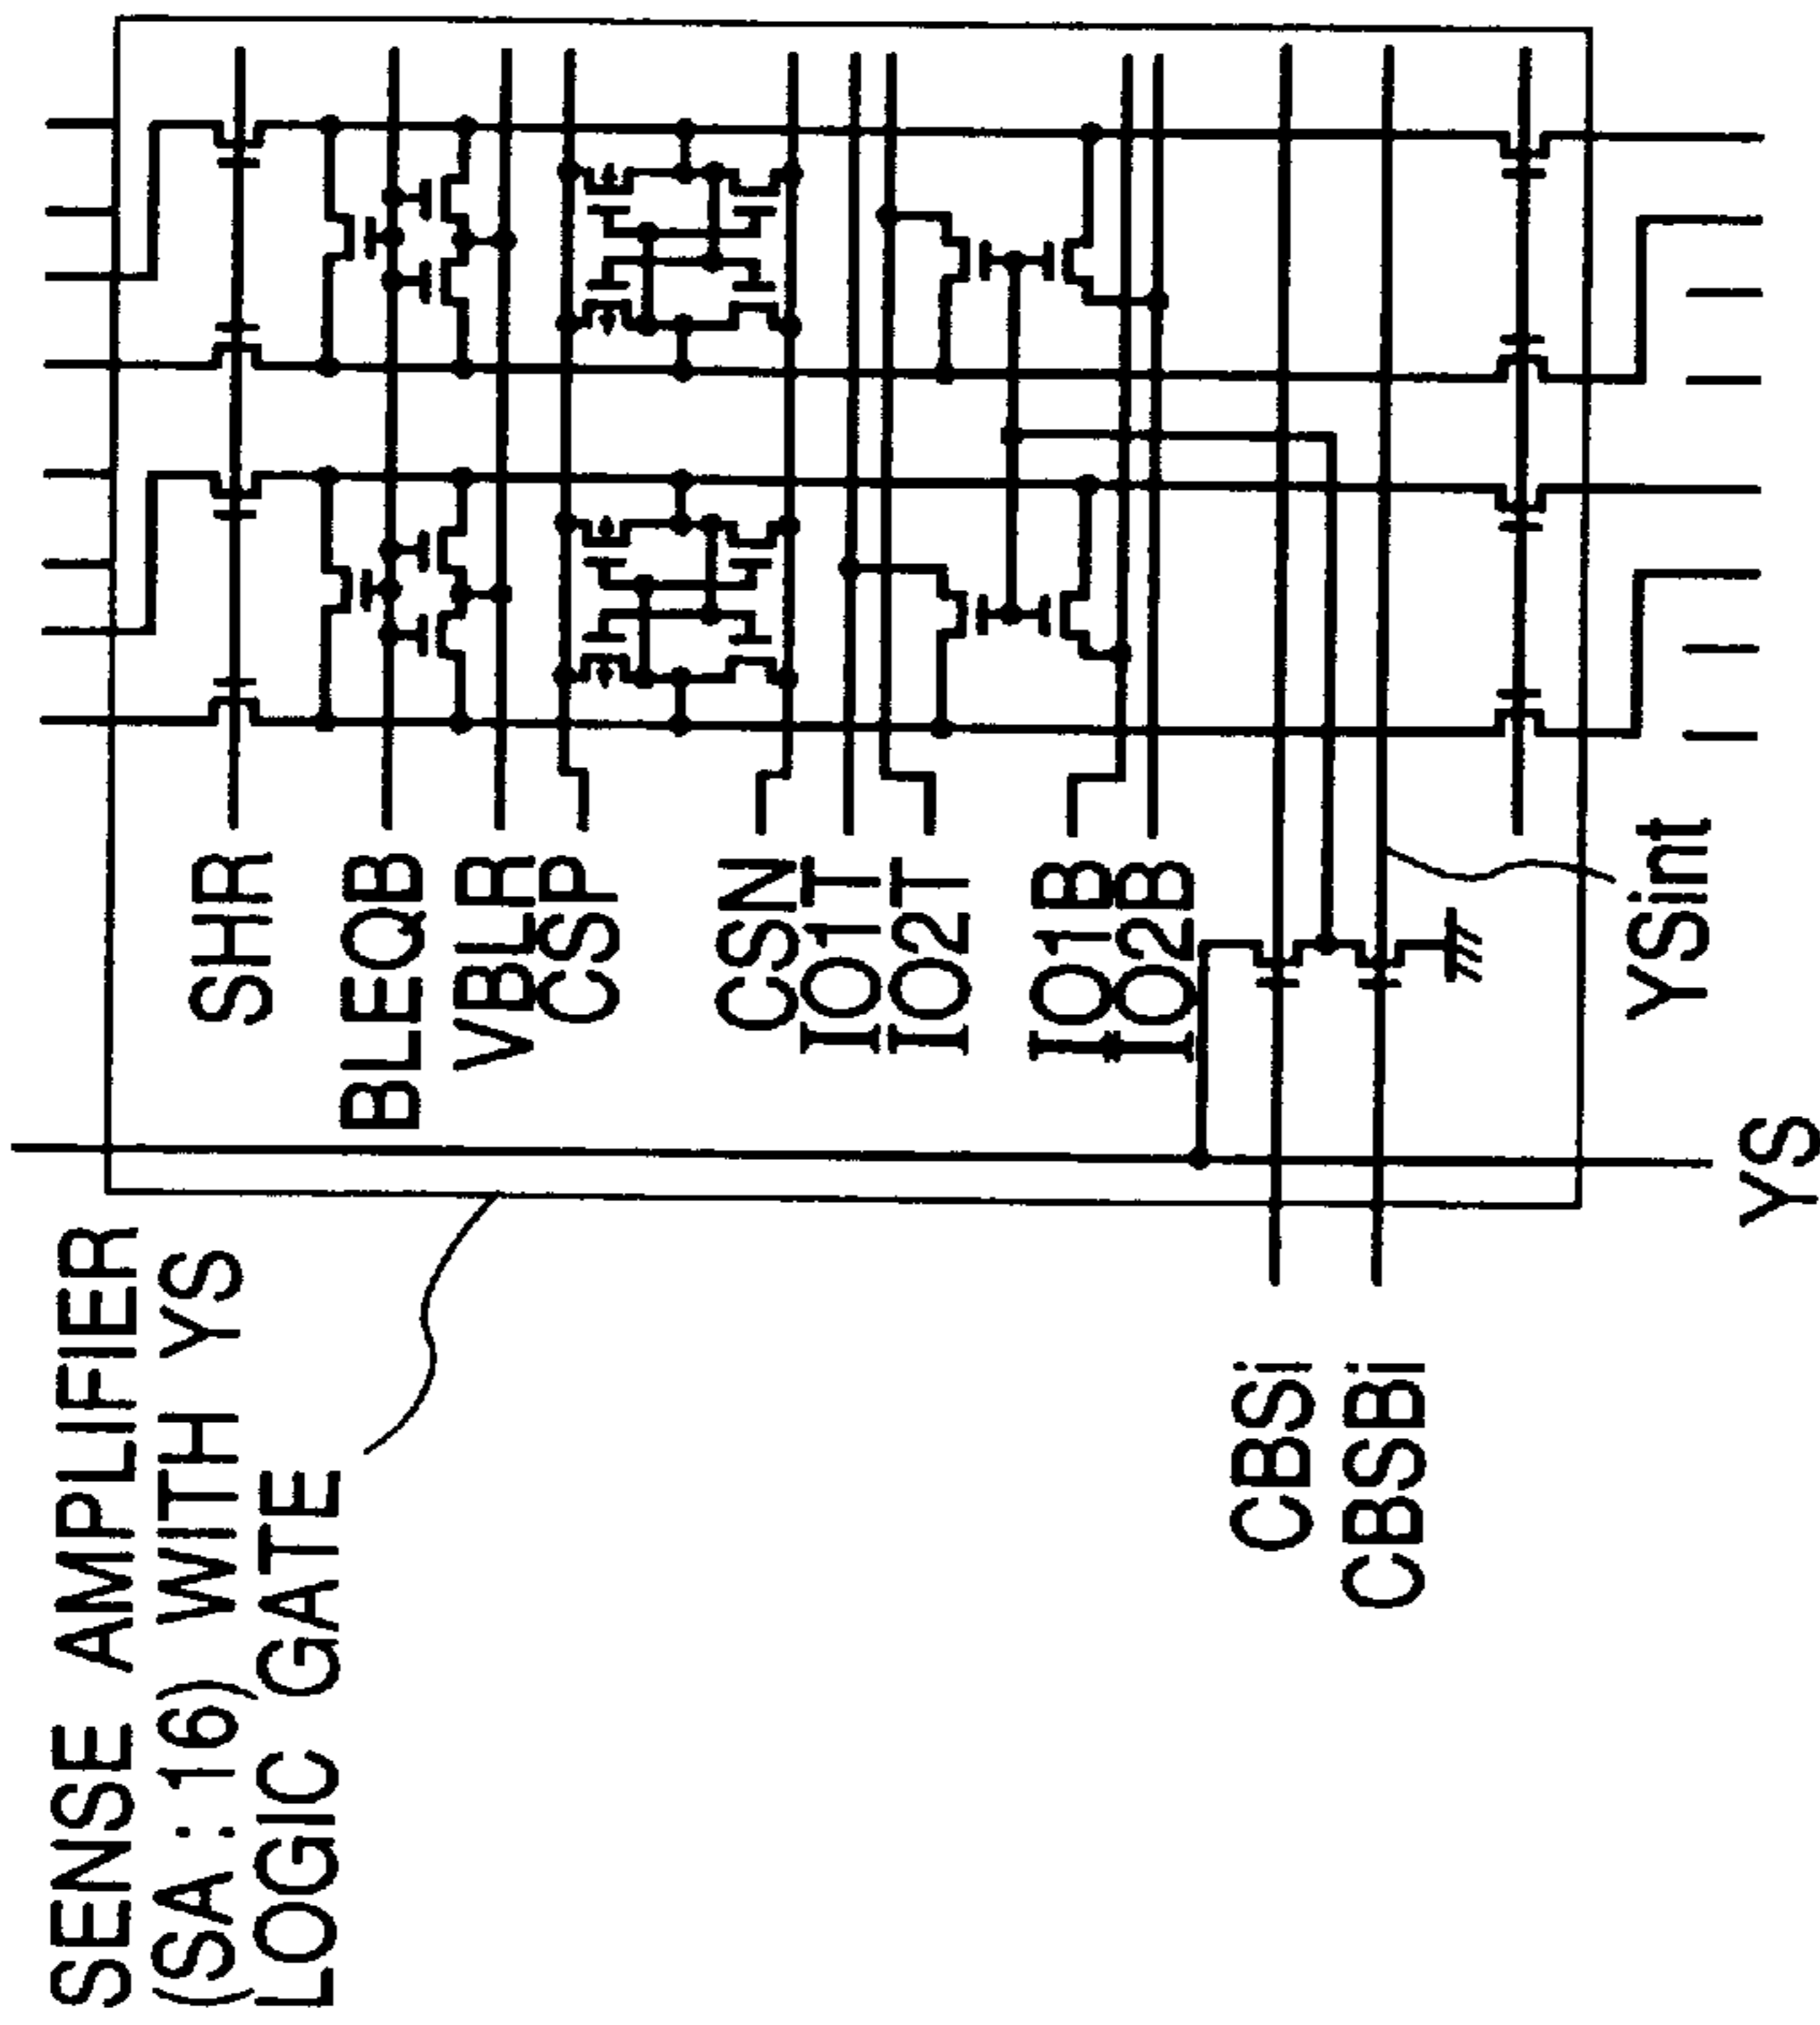 SENSE AMPLIFIER
(SA : 16) WITH YS
LOGIC GATE
SHR
BLEQB
VBLR
CSP
CSN
IO1T
IO2T
IO1B
IO2B
CBSi
CBSBi
YSint
YS